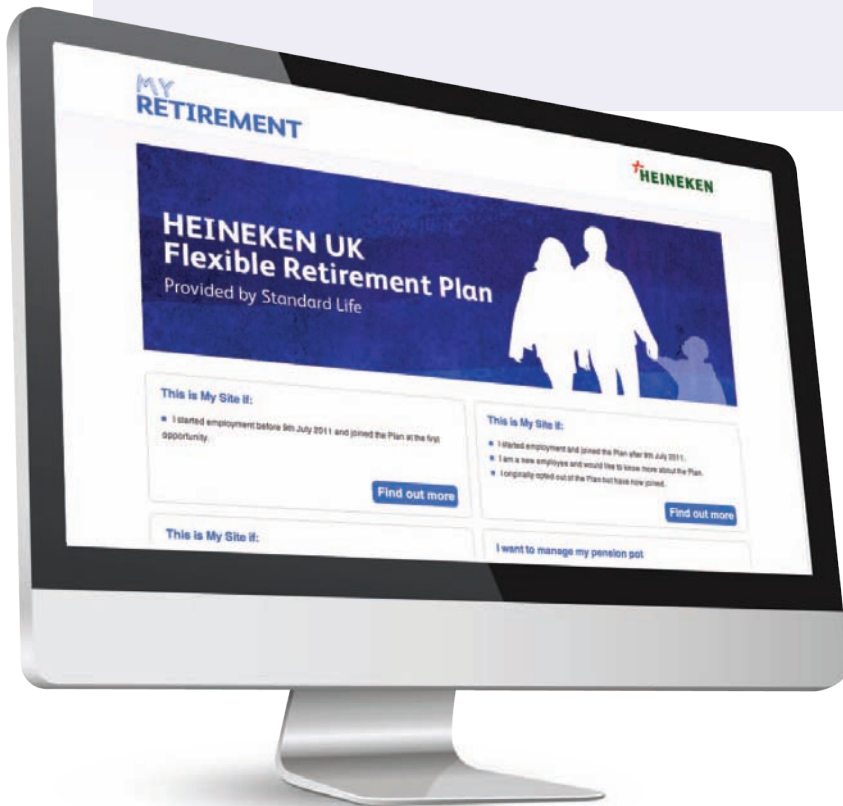 MY
RETIREMENT
HEINEKEN
HEINEKEN UK
Flexible Retirement Plan
Provided by Standard Life
This is My Site if:
I started employment before 9th July 2011 and joined the Plan at the first
opportunity.
Find out more
This is My Site if:
I started employment and joined the Plan after 9th July 2011.
I am a new employee and would like to know more about the Plan.
I originally opted out of the Plan but have now joined.
Find out more
This is My Site if:
I want to manage my pension pot